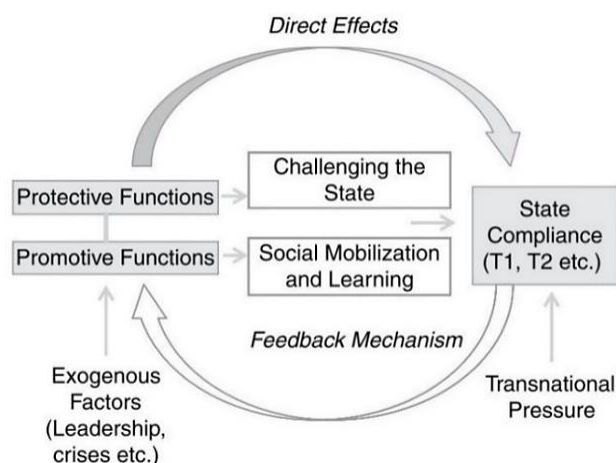 Direct Effects
Protective Functions
Challenging the
State
Promotive Functions
Social Mobilization
and Learning
State
Compliance
(T1, T2 etc.)
Feedback Mechanism
Exogenous
Factors
(Leadership,
crises etc.)
Transnational
Pressure